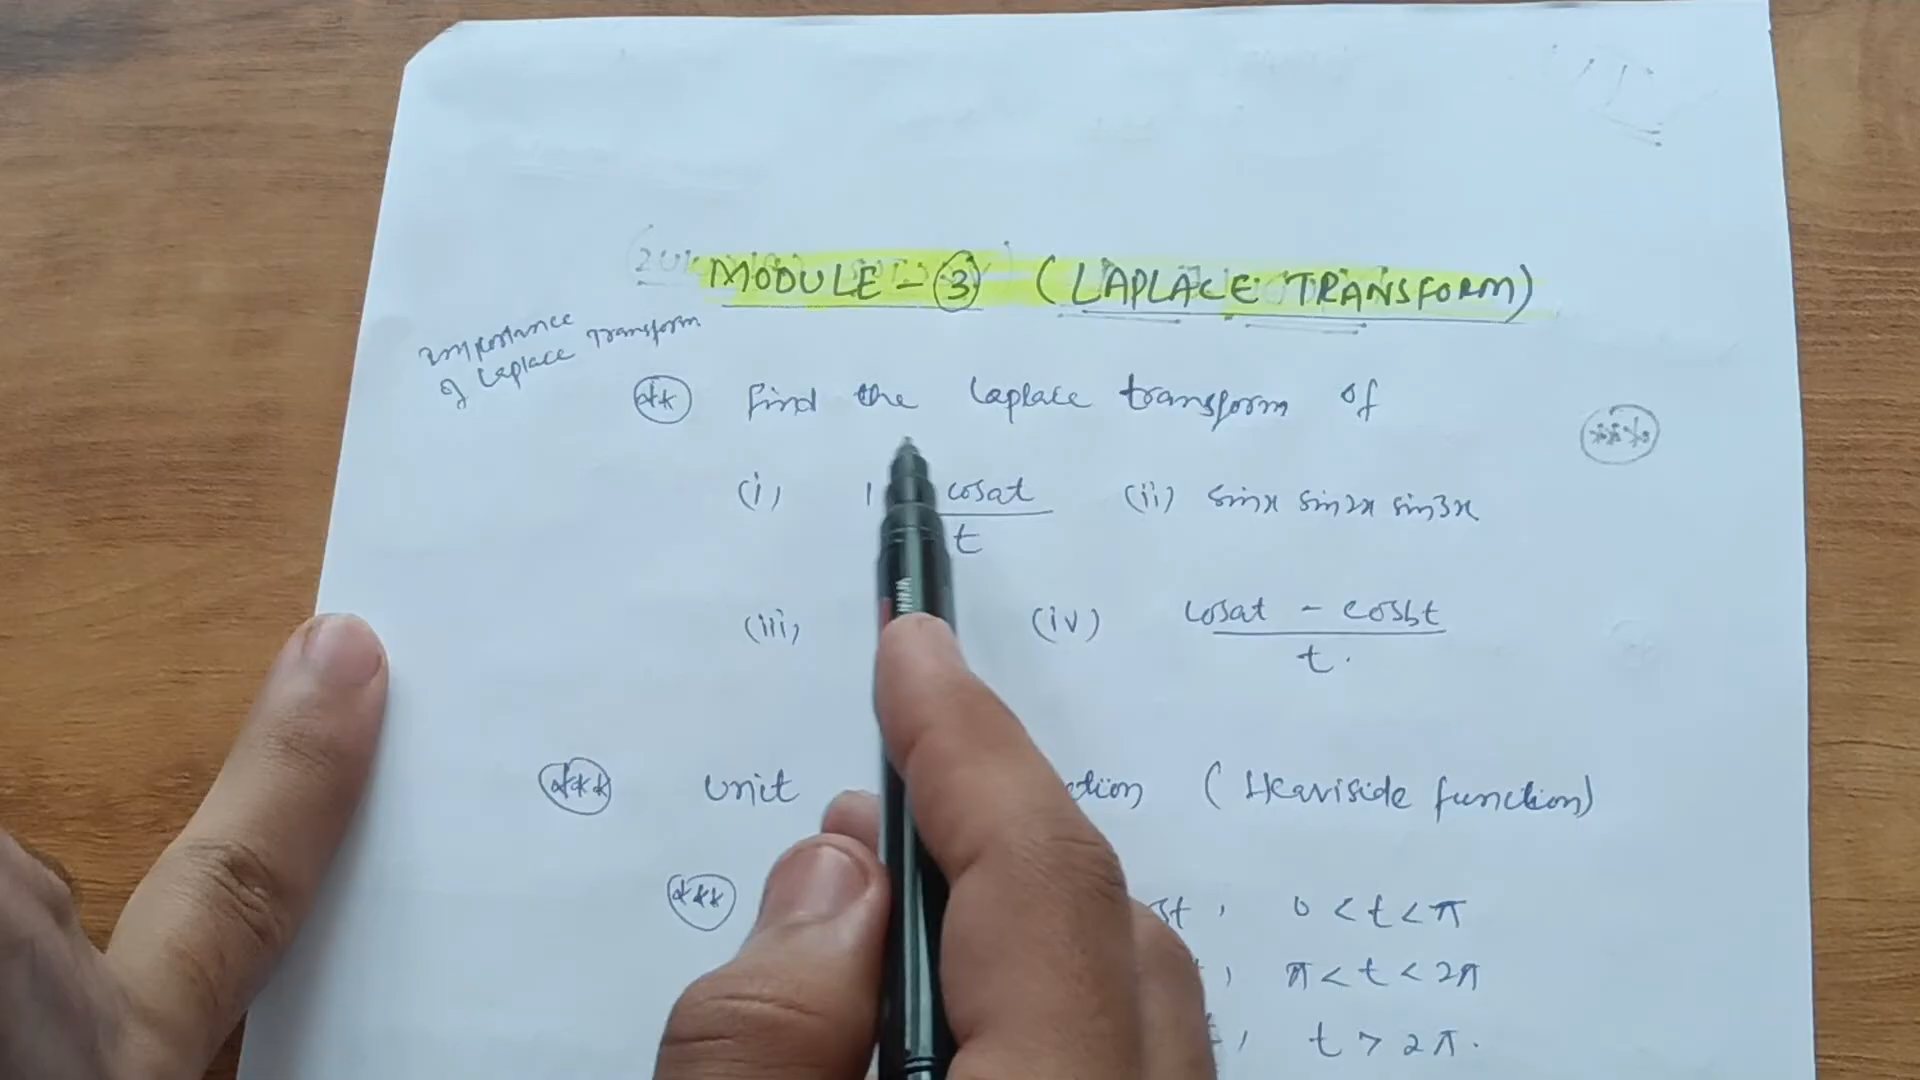 MODULE - 3 (LAPLACE TRANSFORM)
Importance
of Laplace Transform
** Find the Laplace transform of ***
(i) 1 cosat / t (ii) sinx sin2x sin3x
(iii) (iv) cosat - cosbt / t.
*** Unit (Heaviside function)
*** 0 < t < π
, π < t < 2π
, t > 2π.